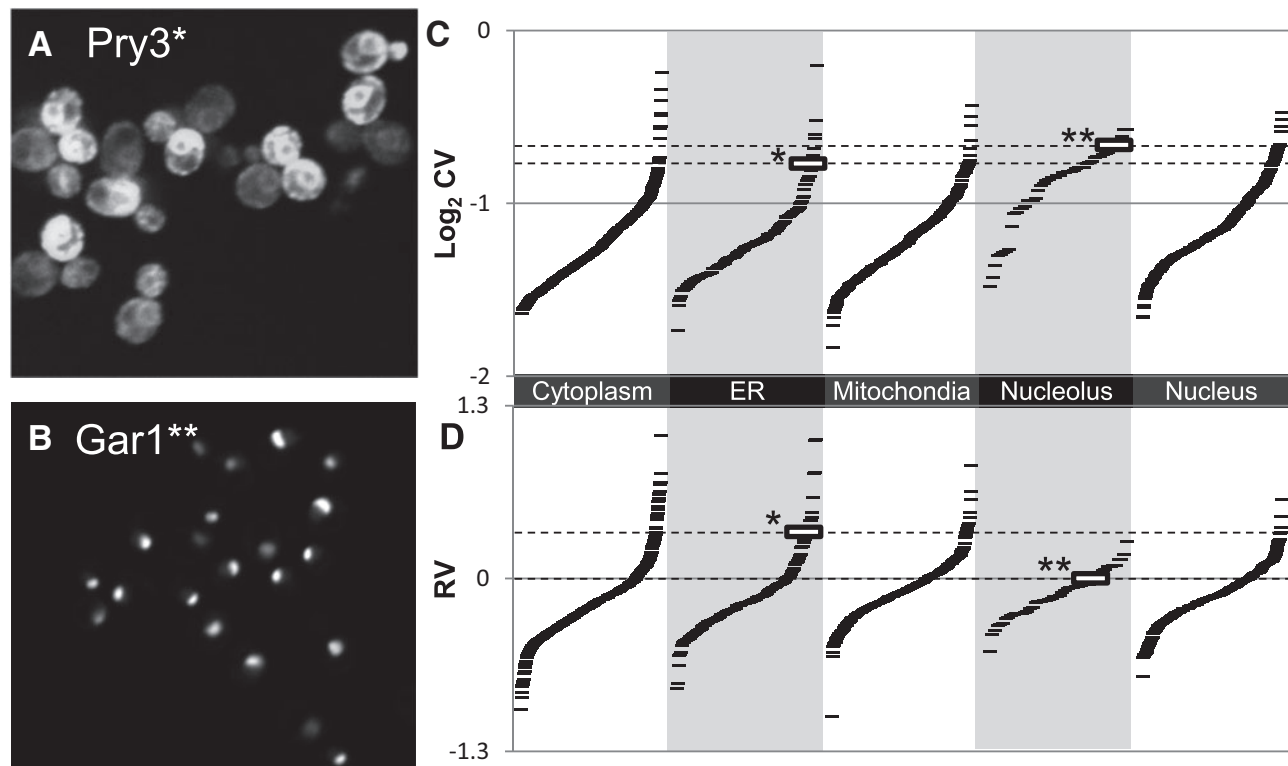 A Pry3*
B Gar1**
C
0
-1
-2
Log2 CV
*
**
Cytoplasm ER Mitochondia Nucleolus Nucleus
D
1.3
0
-1.3
RV
*
**